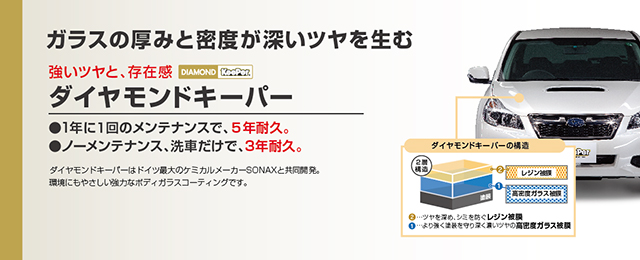 ガラスの厚みと密度が深いツヤを生む
強いツヤと、存在感 DIAMOND KeePer
ダイヤモンドキーパー
●1年に1回のメンテナンスで、5年耐久。
●ノーメンテナンス、洗車だけで、3年耐久。
ダイヤモンドキーパーはドイツ最大のケミカルメーカーSONAXと共同開発。
環境にもやさしい強力なボディガラスコーティングです。
KeePer
ダイヤモンドキーパーの構造
2層
構造
2 レジン被膜
1 高密度ガラス被膜
塗膜
2…ツヤを深め、シミを防ぐレジン被膜
1…より強く塗装を守り深く濃いツヤの高密度ガラス被膜